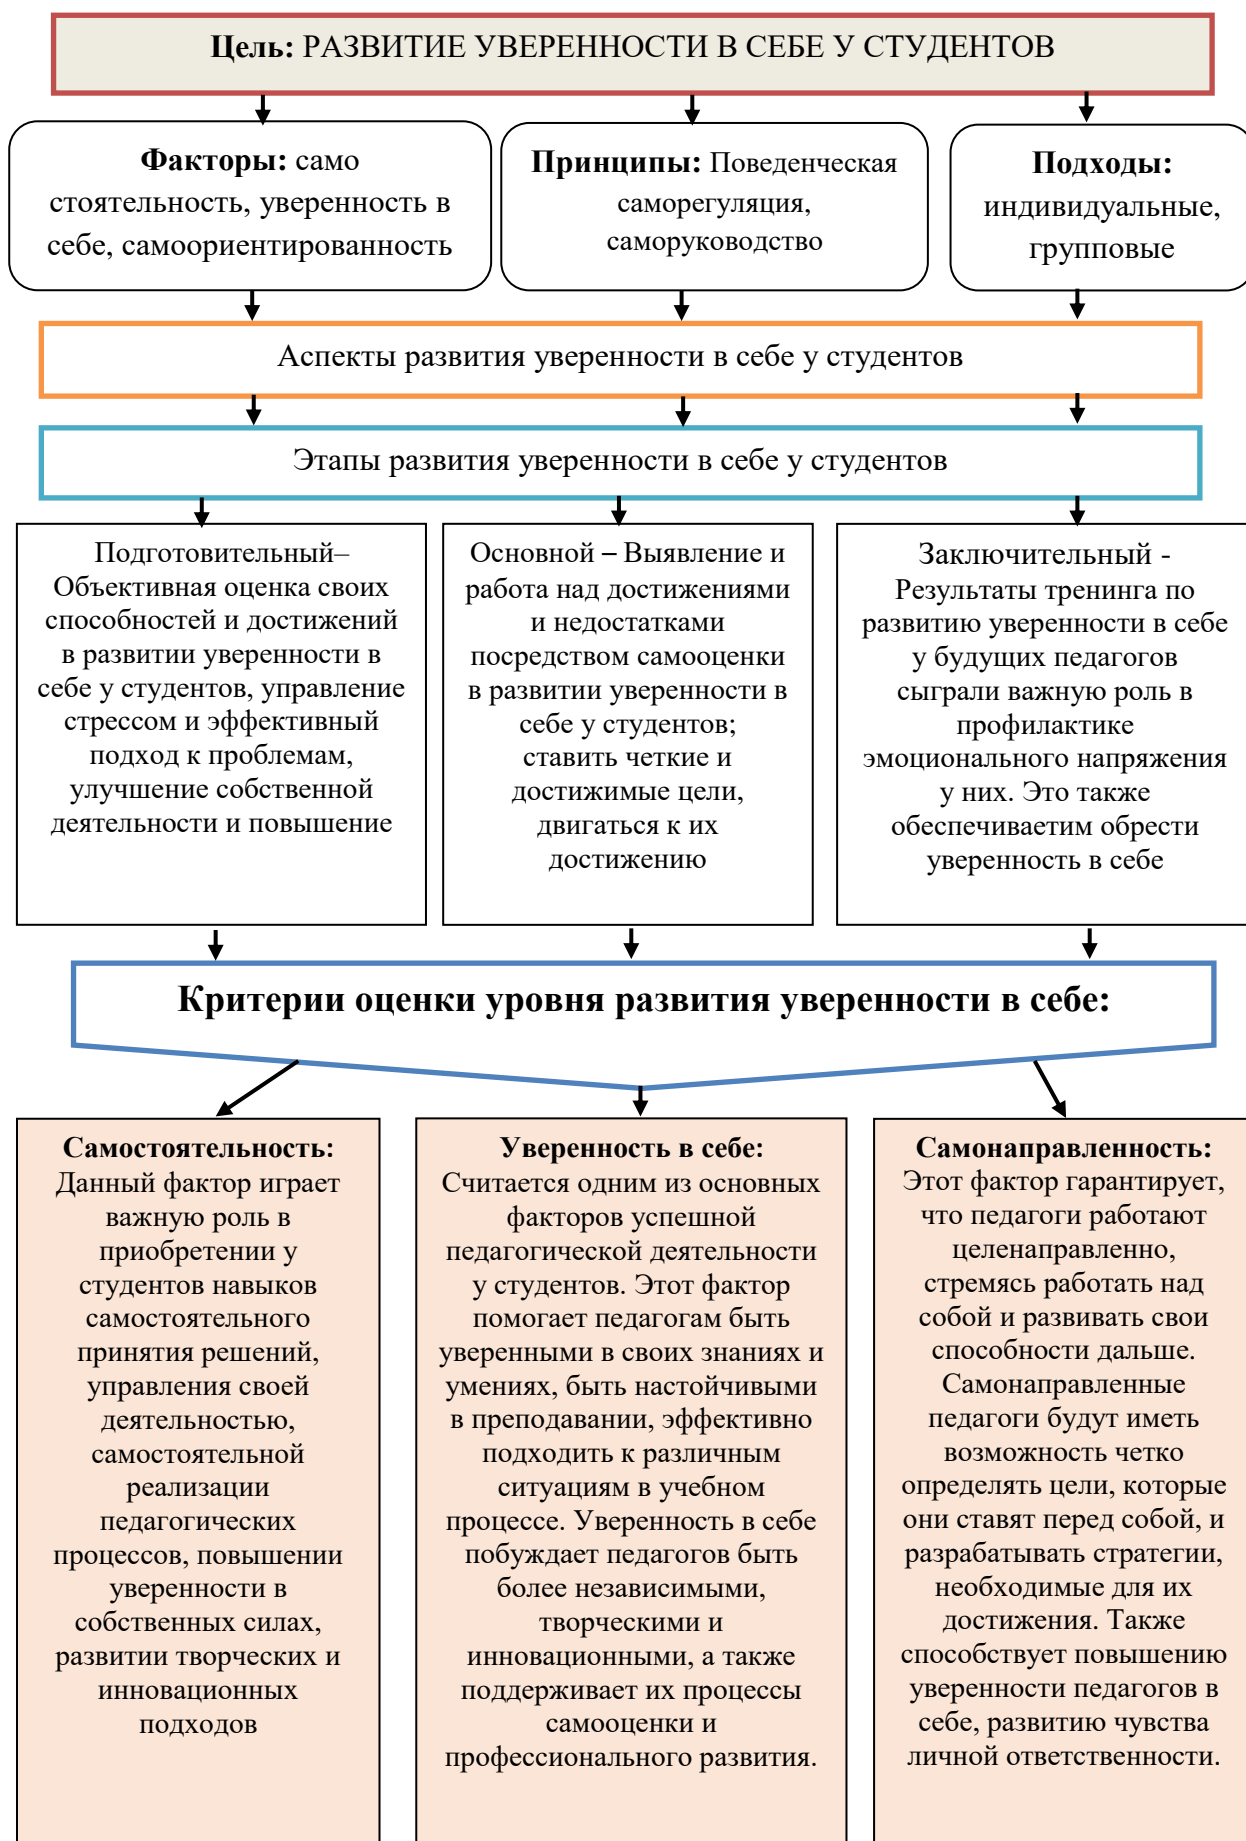 Цель: РАЗВИТИЕ УВЕРЕННОСТИ В СЕБЕ У СТУДЕНТОВ
Факторы: само
стоятельность, уверенность в
себе, самоориентированность
Принципы: Поведенческая
саморегуляция,
саморуководство
Подходы:
индивидуальные,
групповые
Аспекты развития уверенности в себе у студентов
Этапы развития уверенности в себе у студентов
Подготовительный–
Объективная оценка своих
способностей и достижений
в развитии уверенности в
себе у студентов, управление
стрессом и эффективный
подход к проблемам,
улучшение собственной
деятельности и повышение
Основной – Выявление и
работа над достижениями
и недостатками
посредством самооценки
в развитии уверенности в
себе у студентов;
ставить четкие и
достижимые цели,
двигаться к их
достижению
Заключительный -
Результаты тренинга по
развитию уверенности в себе
у будущих педагогов
сыграли важную роль в
профилактике
эмоционального напряжения
у них. Это также
обеспечиваетим обрести
уверенность в себе
Критерии оценки уровня развития уверенности в себе:
Самостоятельность:
Данный фактор играет
важную роль в
приобретении у
студентов навыков
самостоятельного
принятия решений,
управления своей
деятельностью,
самостоятельной
реализации
педагогических
процессов, повышении
уверенности в
собственных силах,
развитии творческих и
инновационных
подходов
Уверенность в себе:
Считается одним из основных
факторов успешной
педагогической деятельности
у студентов. Этот фактор
помогает педагогам быть
уверенными в своих знаниях и
умениях, быть настойчивыми
в преподавании, эффективно
подходить к различным
ситуациям в учебном
процессе. Уверенность в себе
побуждает педагогов быть
более независимыми,
творческими и
инновационными, а также
поддерживает их процессы
самооценки и
профессионального развития.
Самонаправленность:
Этот фактор гарантирует,
что педагоги работают
целенаправленно,
стремясь работать над
собой и развивать свои
способности дальше.
Самонаправленные
педагоги будут иметь
возможность четко
определять цели, которые
они ставят перед собой, и
разрабатывать стратегии,
необходимые для их
достижения. Также
способствует повышению
уверенности педагогов в
себе, развитию чувства
личной ответственности.